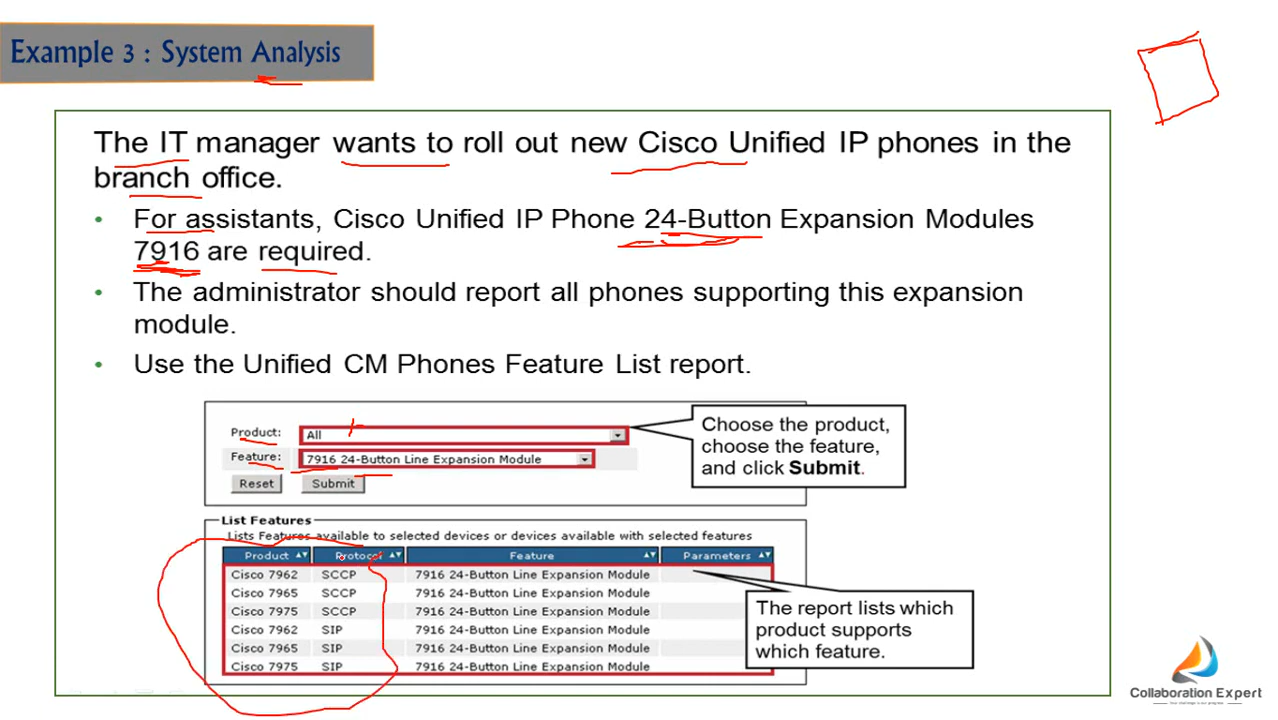 Example 3 : System Analysis
The IT manager wants to roll out new Cisco Unified IP phones in the
branch office.
• For assistants, Cisco Unified IP Phone 24-Button Expansion Modules
7916 are required.
• The administrator should report all phones supporting this expansion
module.
• Use the Unified CM Phones Feature List report.
Product: All
Feature: 7916 24-Button Line Expansion Module
Reset Submit
Choose the product,
choose the feature,
and click Submit.
List Features
Lists Features available to selected devices or devices available with selected features
Product Protocol Feature Parameters
Cisco 7962 SCCP 7916 24-Button Line Expansion Module
Cisco 7965 SCCP 7916 24-Button Line Expansion Module
Cisco 7975 SCCP 7916 24-Button Line Expansion Module
Cisco 7962 SIP 7916 24-Button Line Expansion Module
Cisco 7965 SIP 7916 24-Button Line Expansion Module
Cisco 7975 SIP 7916 24-Button Line Expansion Module
The report lists which
product supports
which feature.
Collaboration Expert